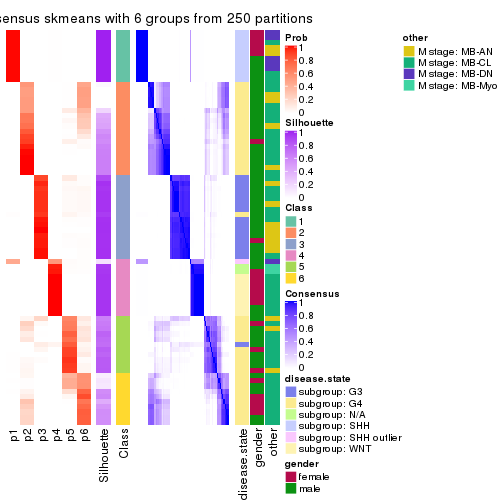 sensus skmeans with 6 groups from 250 partitions
Prob
1
0.8
0.6
0.4
0.2
0
Silhouette
1
0.8
0.6
0.4
0.2
0
Class
1
2
3
4
5
6
Consensus
1
0.8
0.6
0.4
0.2
0
disease.state
subgroup: G3
subgroup: G4
subgroup: N/A
subgroup: SHH
subgroup: SHH outlier
subgroup: WNT
gender
female
male
other
M stage: MB-AN
M stage: MB-CL
M stage: MB-DN
M stage: MB-Myo
p1
p2
p3
p4
p5
p6
Silhouette
Class
disease.state
gender
other